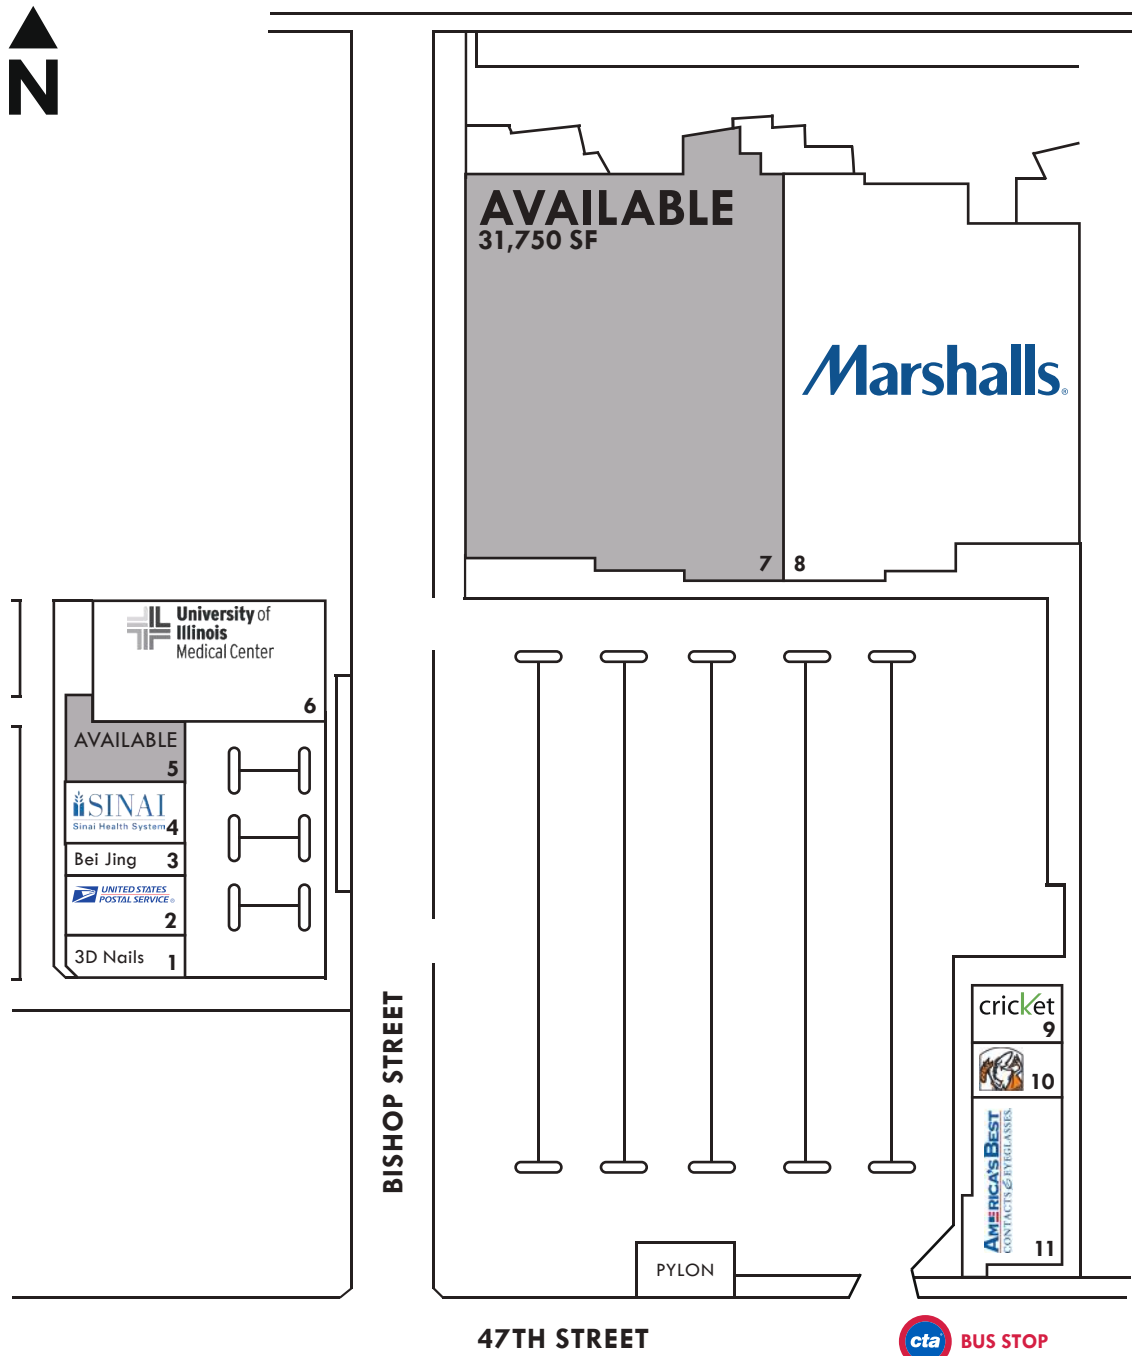 N
AVAILABLE
31,750 SF
Marshalls®
7
8
University of
Illinois
Medical Center
6
AVAILABLE
5
SINAI
Sinai Health System
4
Bei Jing
3
UNITED STATES
POSTAL SERVICE®
2
3D Nails
1
BISHOP STREET
cricket
9
10
AMERICA'S BEST
CONTACTS & EYEGLASSES.
11
PYLON
47TH STREET
cta
BUS STOP